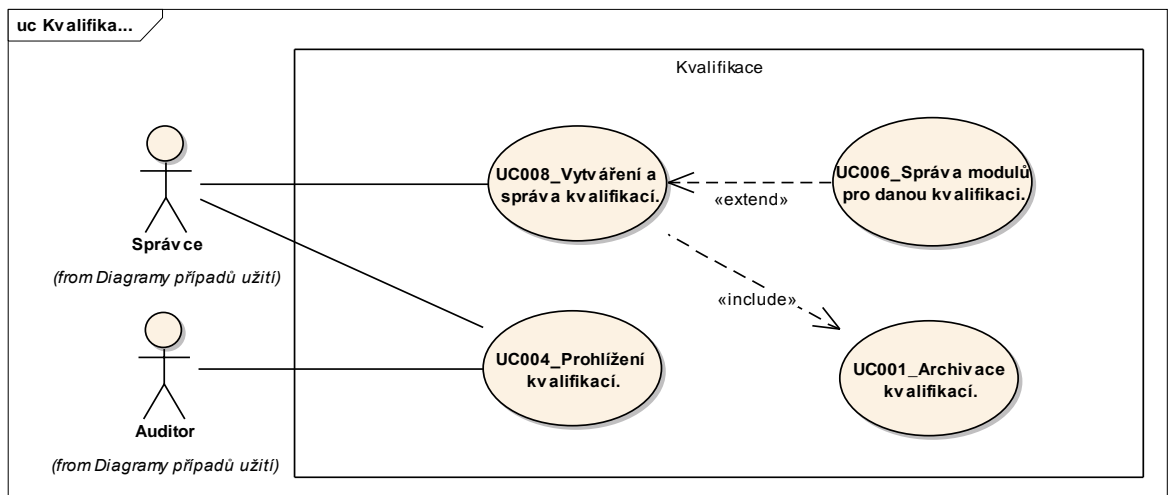 uc Kvalifika...
Kvalifikace
UC008_Vytváření a
správa kvalifikací.
UC006_Správa modulů
pro danou kvalifikaci.
«extend»
Správce
(from Diagramy případů užití)
«include»
UC004_Prohlížení
kvalifikací.
UC001_Archivace
kvalifikací.
Auditor
(from Diagramy případů užití)